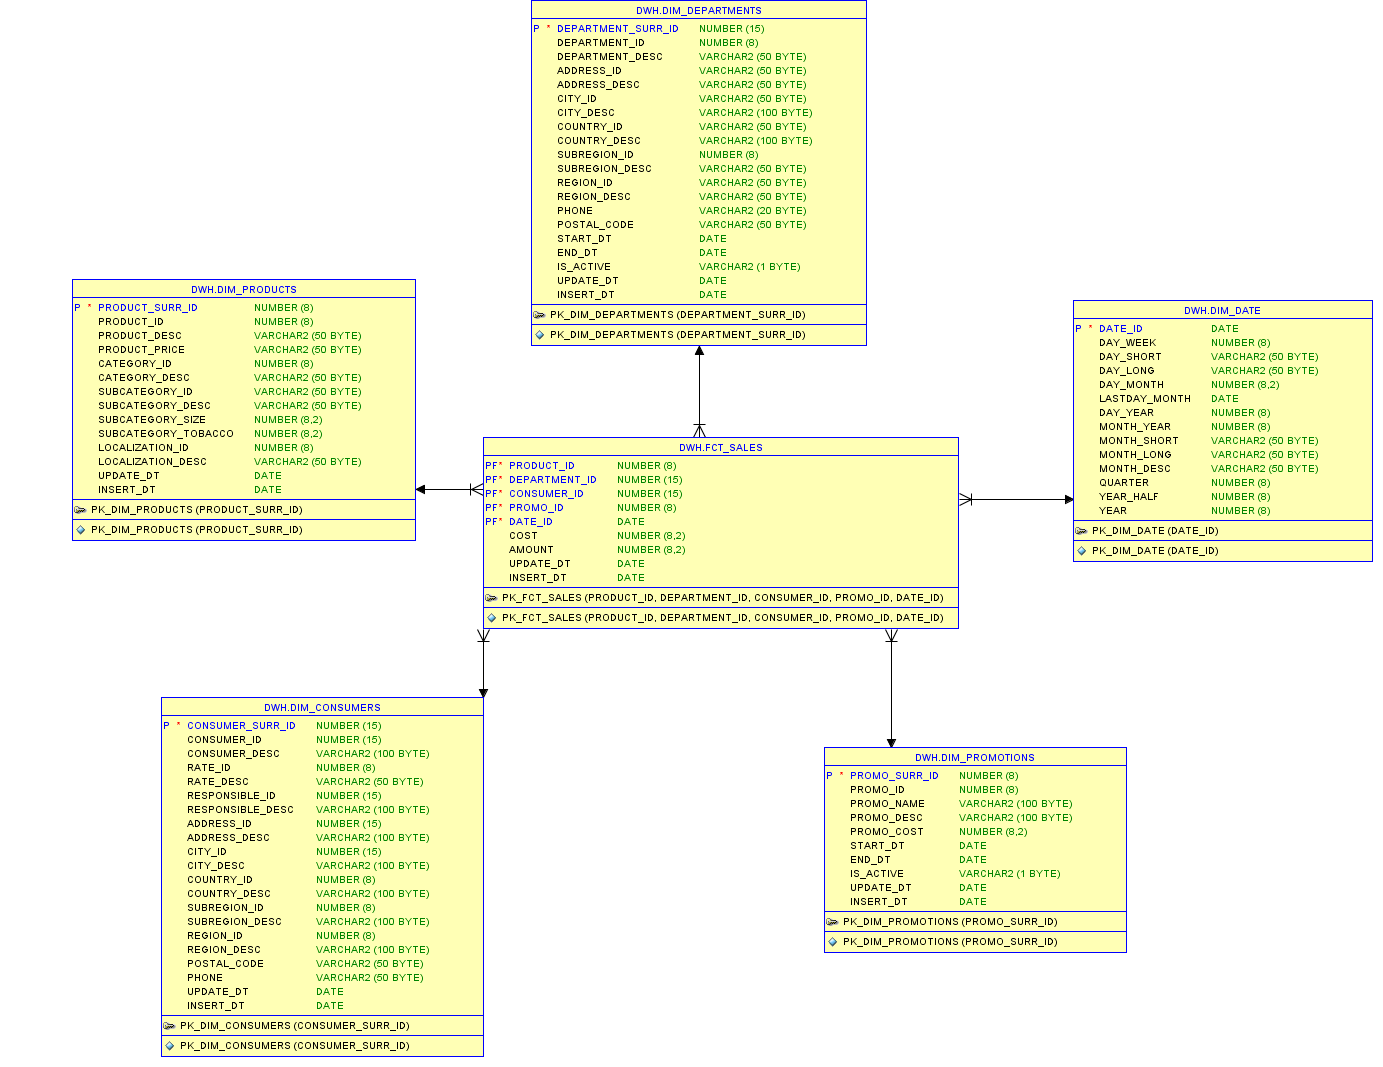 DWH.DIM_DEPARTMENTS
P * DEPARTMENT_SURR_ID NUMBER (15)
DEPARTMENT_ID NUMBER (8)
DEPARTMENT_DESC VARCHAR2 (50 BYTE)
ADDRESS_ID VARCHAR2 (50 BYTE)
ADDRESS_DESC VARCHAR2 (50 BYTE)
CITY_ID VARCHAR2 (50 BYTE)
CITY_DESC VARCHAR2 (100 BYTE)
COUNTRY_ID VARCHAR2 (50 BYTE)
COUNTRY_DESC VARCHAR2 (100 BYTE)
SUBREGION_ID NUMBER (8)
SUBREGION_DESC VARCHAR2 (50 BYTE)
REGION_ID VARCHAR2 (50 BYTE)
REGION_DESC VARCHAR2 (50 BYTE)
PHONE VARCHAR2 (20 BYTE)
POSTAL_CODE VARCHAR2 (50 BYTE)
START_DT DATE
END_DT DATE
IS_ACTIVE VARCHAR2 (1 BYTE)
UPDATE_DT DATE
INSERT_DT DATE
PK_DIM_DEPARTMENTS (DEPARTMENT_SURR_ID)
PK_DIM_DEPARTMENTS (DEPARTMENT_SURR_ID)
DWH.DIM_PRODUCTS
P * PRODUCT_SURR_ID NUMBER (8)
PRODUCT_ID NUMBER (8)
PRODUCT_DESC VARCHAR2 (50 BYTE)
PRODUCT_PRICE VARCHAR2 (50 BYTE)
CATEGORY_ID NUMBER (8)
CATEGORY_DESC VARCHAR2 (50 BYTE)
SUBCATEGORY_ID VARCHAR2 (50 BYTE)
SUBCATEGORY_DESC VARCHAR2 (50 BYTE)
SUBCATEGORY_SIZE NUMBER (8,2)
SUBCATEGORY_TOBACCO NUMBER (8,2)
LOCALIZATION_ID NUMBER (8)
LOCALIZATION_DESC VARCHAR2 (50 BYTE)
UPDATE_DT DATE
INSERT_DT DATE
PK_DIM_PRODUCTS (PRODUCT_SURR_ID)
PK_DIM_PRODUCTS (PRODUCT_SURR_ID)
DWH.DIM_DATE
P * DATE_ID DATE
DAY_WEEK NUMBER (8)
DAY_SHORT VARCHAR2 (50 BYTE)
DAY_LONG VARCHAR2 (50 BYTE)
DAY_MONTH NUMBER (8,2)
LASTDAY_MONTH DATE
DAY_YEAR NUMBER (8)
MONTH_YEAR NUMBER (8)
MONTH_SHORT VARCHAR2 (50 BYTE)
MONTH_LONG VARCHAR2 (50 BYTE)
MONTH_DESC VARCHAR2 (50 BYTE)
QUARTER NUMBER (8)
YEAR_HALF NUMBER (8)
YEAR NUMBER (8)
PK_DIM_DATE (DATE_ID)
PK_DIM_DATE (DATE_ID)
DWH.FCT_SALES
PF* PRODUCT_ID NUMBER (8)
PF* DEPARTMENT_ID NUMBER (15)
PF* CONSUMER_ID NUMBER (15)
PF* PROMO_ID NUMBER (8)
PF* DATE_ID DATE
COST NUMBER (8,2)
AMOUNT NUMBER (8,2)
UPDATE_DT DATE
INSERT_DT DATE
PK_FCT_SALES (PRODUCT_ID, DEPARTMENT_ID, CONSUMER_ID, PROMO_ID, DATE_ID)
PK_FCT_SALES (PRODUCT_ID, DEPARTMENT_ID, CONSUMER_ID, PROMO_ID, DATE_ID)
DWH.DIM_CONSUMERS
P * CONSUMER_SURR_ID NUMBER (15)
CONSUMER_ID NUMBER (15)
CONSUMER_DESC VARCHAR2 (100 BYTE)
RATE_ID NUMBER (8)
RATE_DESC VARCHAR2 (50 BYTE)
RESPONSIBLE_ID NUMBER (15)
RESPONSIBLE_DESC VARCHAR2 (100 BYTE)
ADDRESS_ID NUMBER (15)
ADDRESS_DESC VARCHAR2 (100 BYTE)
CITY_ID NUMBER (15)
CITY_DESC VARCHAR2 (100 BYTE)
COUNTRY_ID NUMBER (8)
COUNTRY_DESC VARCHAR2 (100 BYTE)
SUBREGION_ID NUMBER (8)
SUBREGION_DESC VARCHAR2 (100 BYTE)
REGION_ID NUMBER (8)
REGION_DESC VARCHAR2 (100 BYTE)
POSTAL_CODE VARCHAR2 (50 BYTE)
PHONE VARCHAR2 (50 BYTE)
UPDATE_DT DATE
INSERT_DT DATE
PK_DIM_CONSUMERS (CONSUMER_SURR_ID)
PK_DIM_CONSUMERS (CONSUMER_SURR_ID)
DWH.DIM_PROMOTIONS
P * PROMO_SURR_ID NUMBER (8)
PROMO_ID NUMBER (8)
PROMO_NAME VARCHAR2 (100 BYTE)
PROMO_DESC VARCHAR2 (100 BYTE)
PROMO_COST NUMBER (8,2)
START_DT DATE
END_DT DATE
IS_ACTIVE VARCHAR2 (1 BYTE)
UPDATE_DT DATE
INSERT_DT DATE
PK_DIM_PROMOTIONS (PROMO_SURR_ID)
PK_DIM_PROMOTIONS (PROMO_SURR_ID)